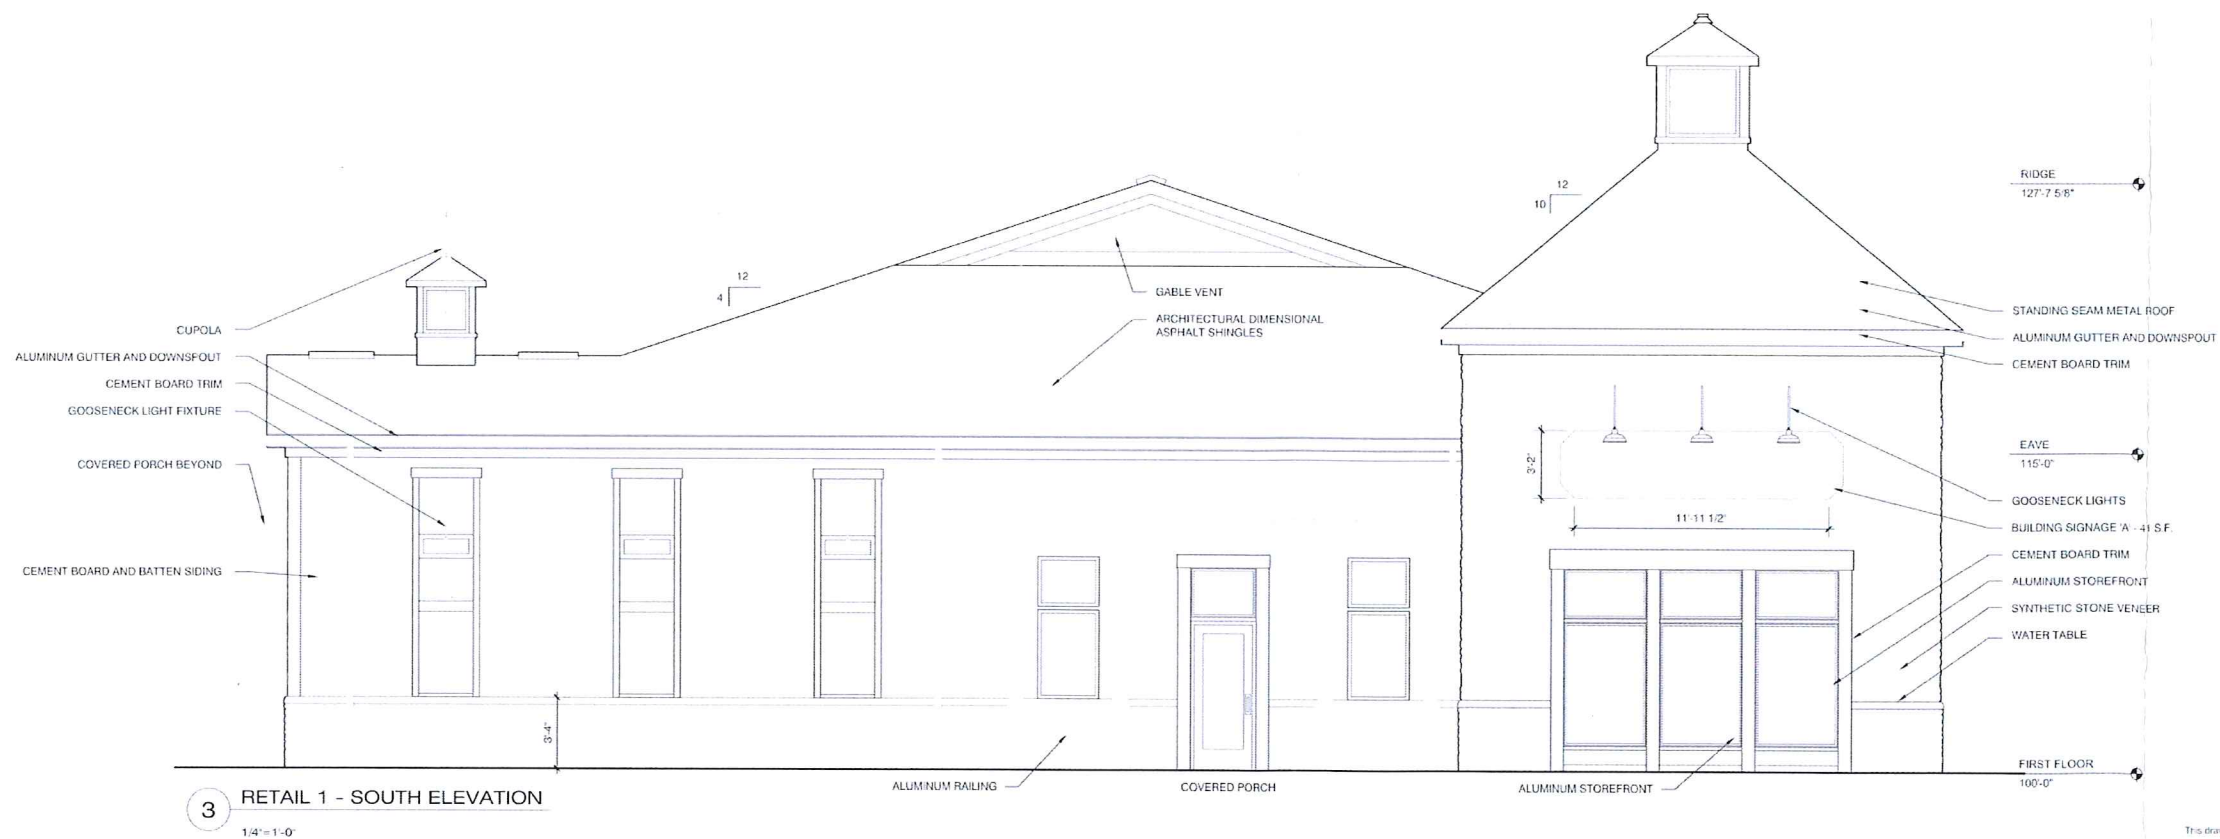 CUPOLA
ALUMINUM GUTTER AND DOWNSPOUT
CEMENT BOARD TRIM
GOOSENECK LIGHT FIXTURE
COVERED PORCH BEYOND
CEMENT BOARD AND BATTEN SIDING
12
4
12
10
GABLE VENT
ARCHITECTURAL DIMENSIONAL
ASPHALT SHINGLES
RIDGE
127'-7 5/8"
STANDING SEAM METAL ROOF
ALUMINUM GUTTER AND DOWNSPOUT
CEMENT BOARD TRIM
EAVE
115'-0"
3'-2"
11'-11 1/2"
GOOSENECK LIGHTS
BUILDING SIGNAGE 'A' - 41 S.F.
CEMENT BOARD TRIM
ALUMINUM STOREFRONT
SYNTHETIC STONE VENEER
WATER TABLE
3'-4"
FIRST FLOOR
100'-0"
ALUMINUM RAILING
COVERED PORCH
ALUMINUM STOREFRONT
3
RETAIL 1 - SOUTH ELEVATION
1/4"=1'-0"
This